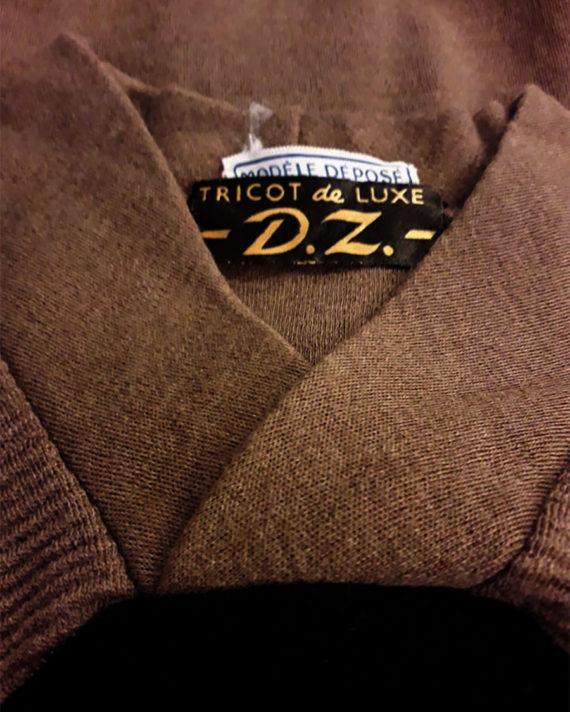 MODÈLE DÉPOSÉ
TRICOT de LUXE
- D.Z. -